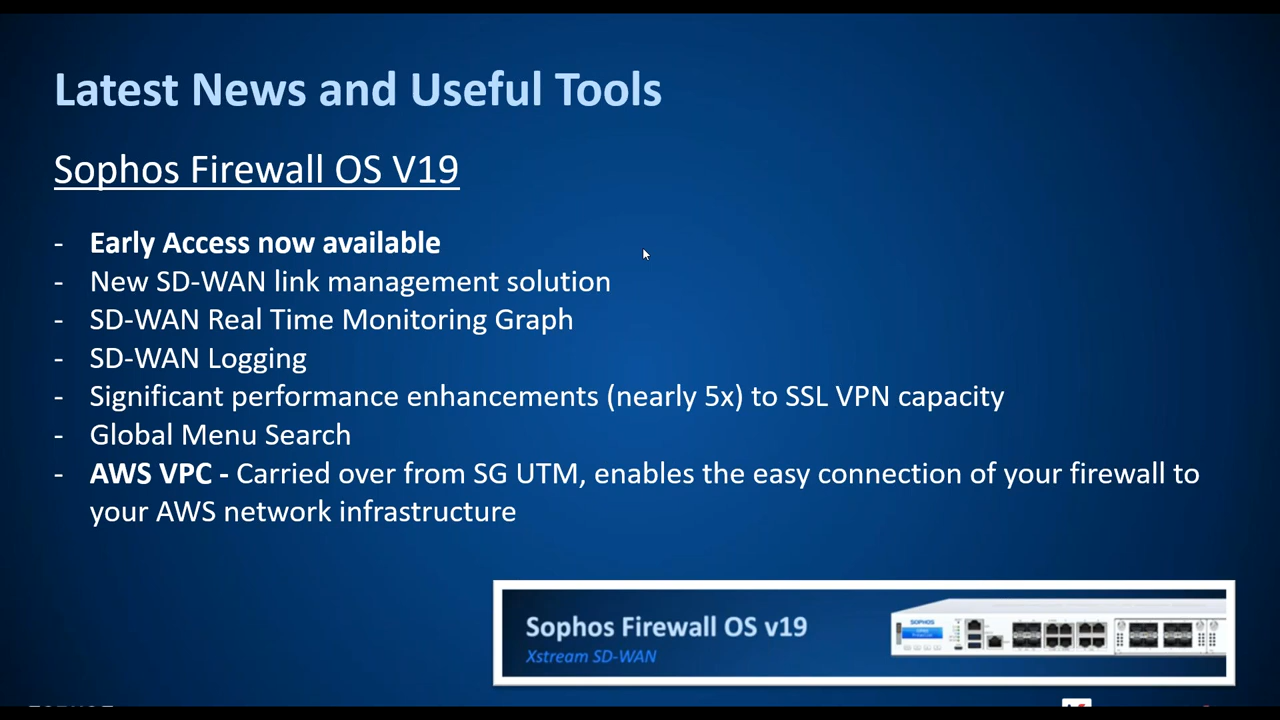 Latest News and Useful Tools
Sophos Firewall OS V19
- Early Access now available
- New SD-WAN link management solution
- SD-WAN Real Time Monitoring Graph
- SD-WAN Logging
- Significant performance enhancements (nearly 5x) to SSL VPN capacity
- Global Menu Search
- AWS VPC - Carried over from SG UTM, enables the easy connection of your firewall to
your AWS network infrastructure
Sophos Firewall OS v19
Xstream SD-WAN
SOPHOS